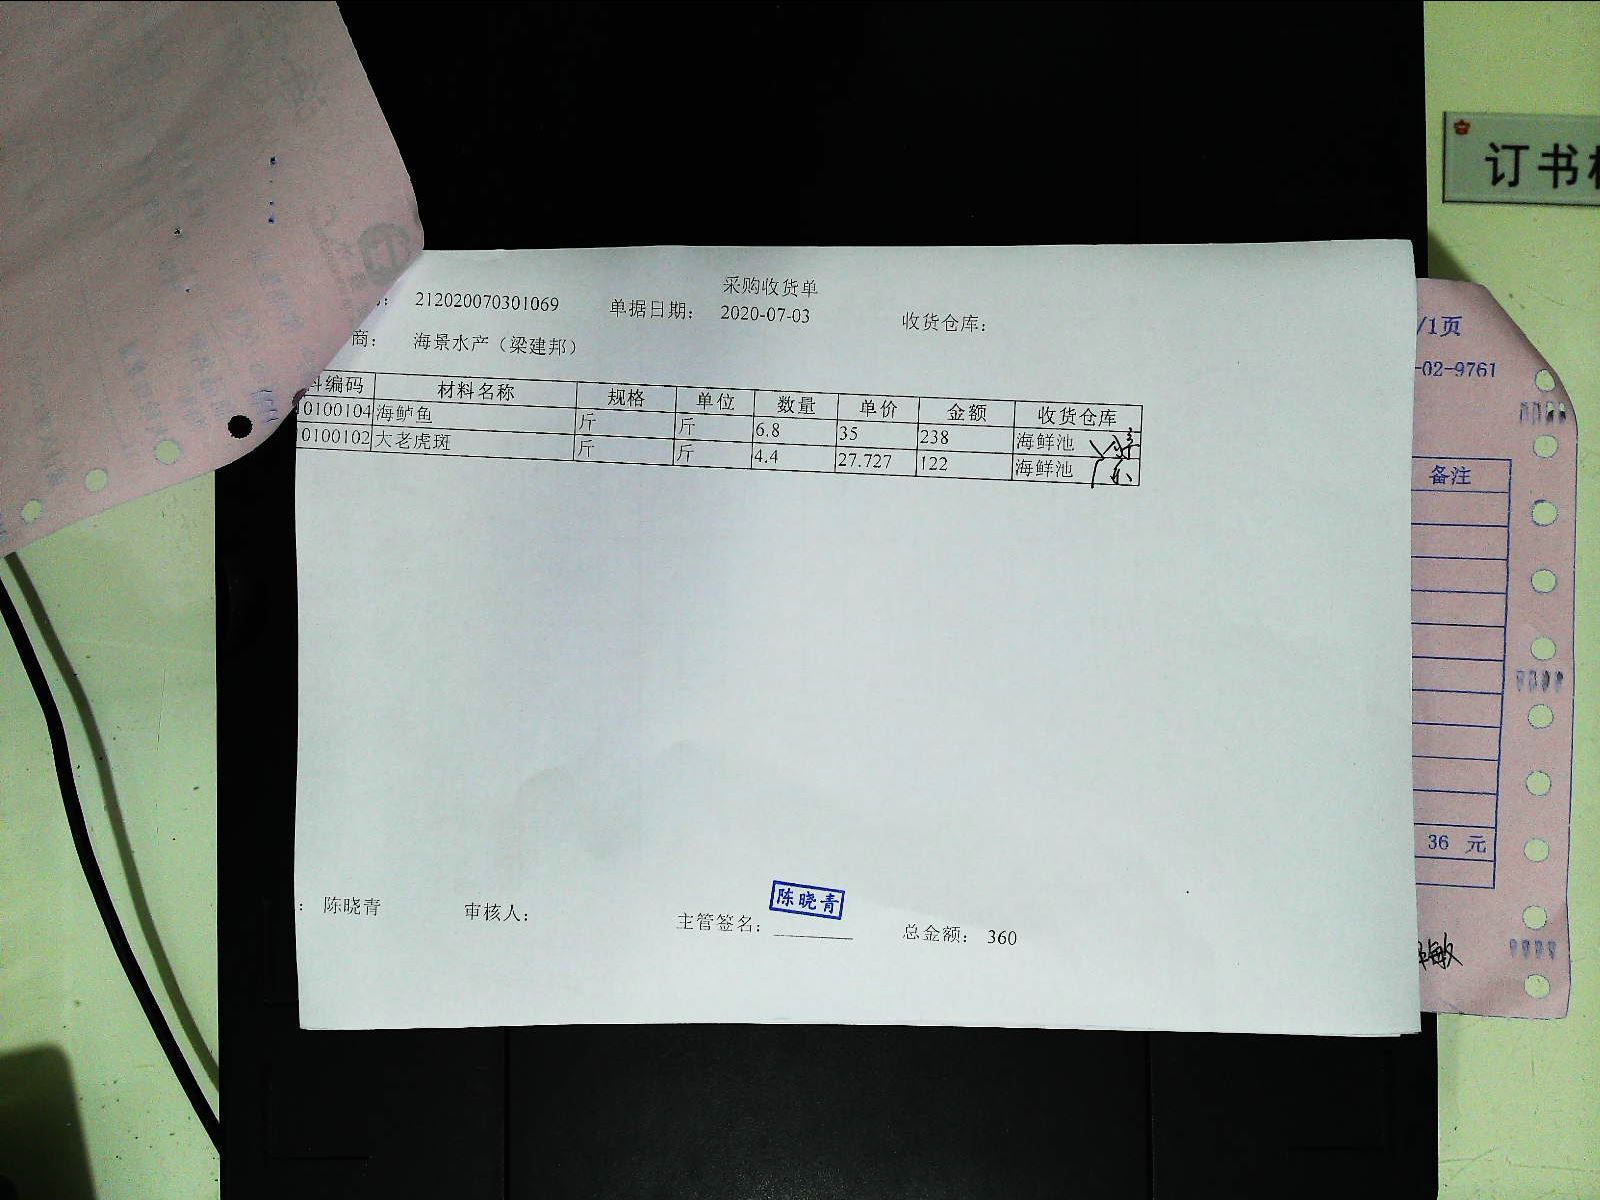 订书
采购收货单
212020070301069 单据日期： 2020-07-03 收货仓库：
商： 海景水产（梁建邦）
料编码 材料名称 规格 单位 数量 单价 金额 收货仓库
0100104 海鲈鱼 斤 斤 6.8 35 238 海鲜池
0100102 大老虎斑 斤 斤 4.4 27.727 122 海鲜池
陈晓青
： 陈晓青 审核人： 主管签名： 总金额： 360
/1页
-02-9761
备注
36 元
敏